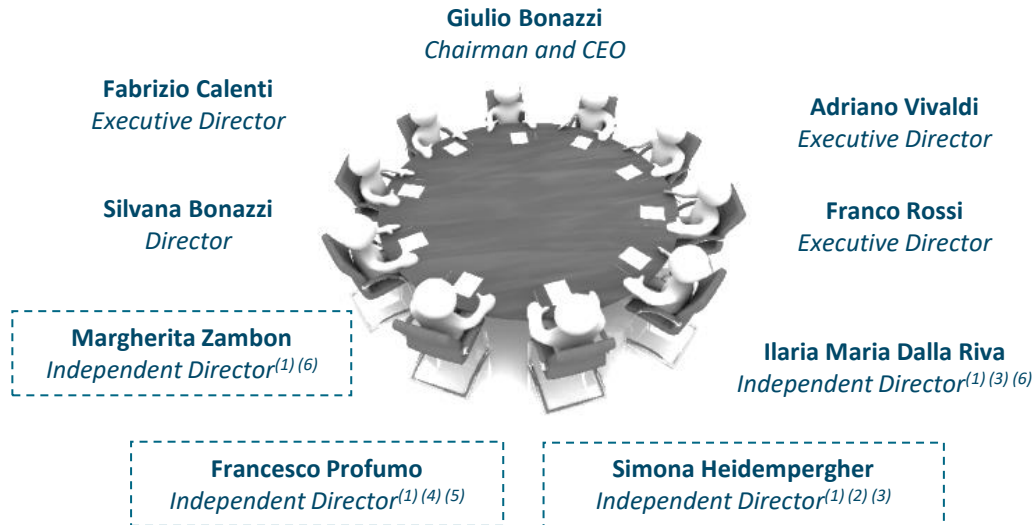 Giulio Bonazzi
Chairman and CEO
Fabrizio Calenti
Executive Director
Adriano Vivaldi
Executive Director
Silvana Bonazzi
Director
Franco Rossi
Executive Director
Margherita Zambon
Independent Director(1) (6)
Ilaria Maria Dalla Riva
Independent Director(1) (3) (6)
Francesco Profumo
Independent Director(1) (4) (5)
Simona Heidempergher
Independent Director(1) (2) (3)